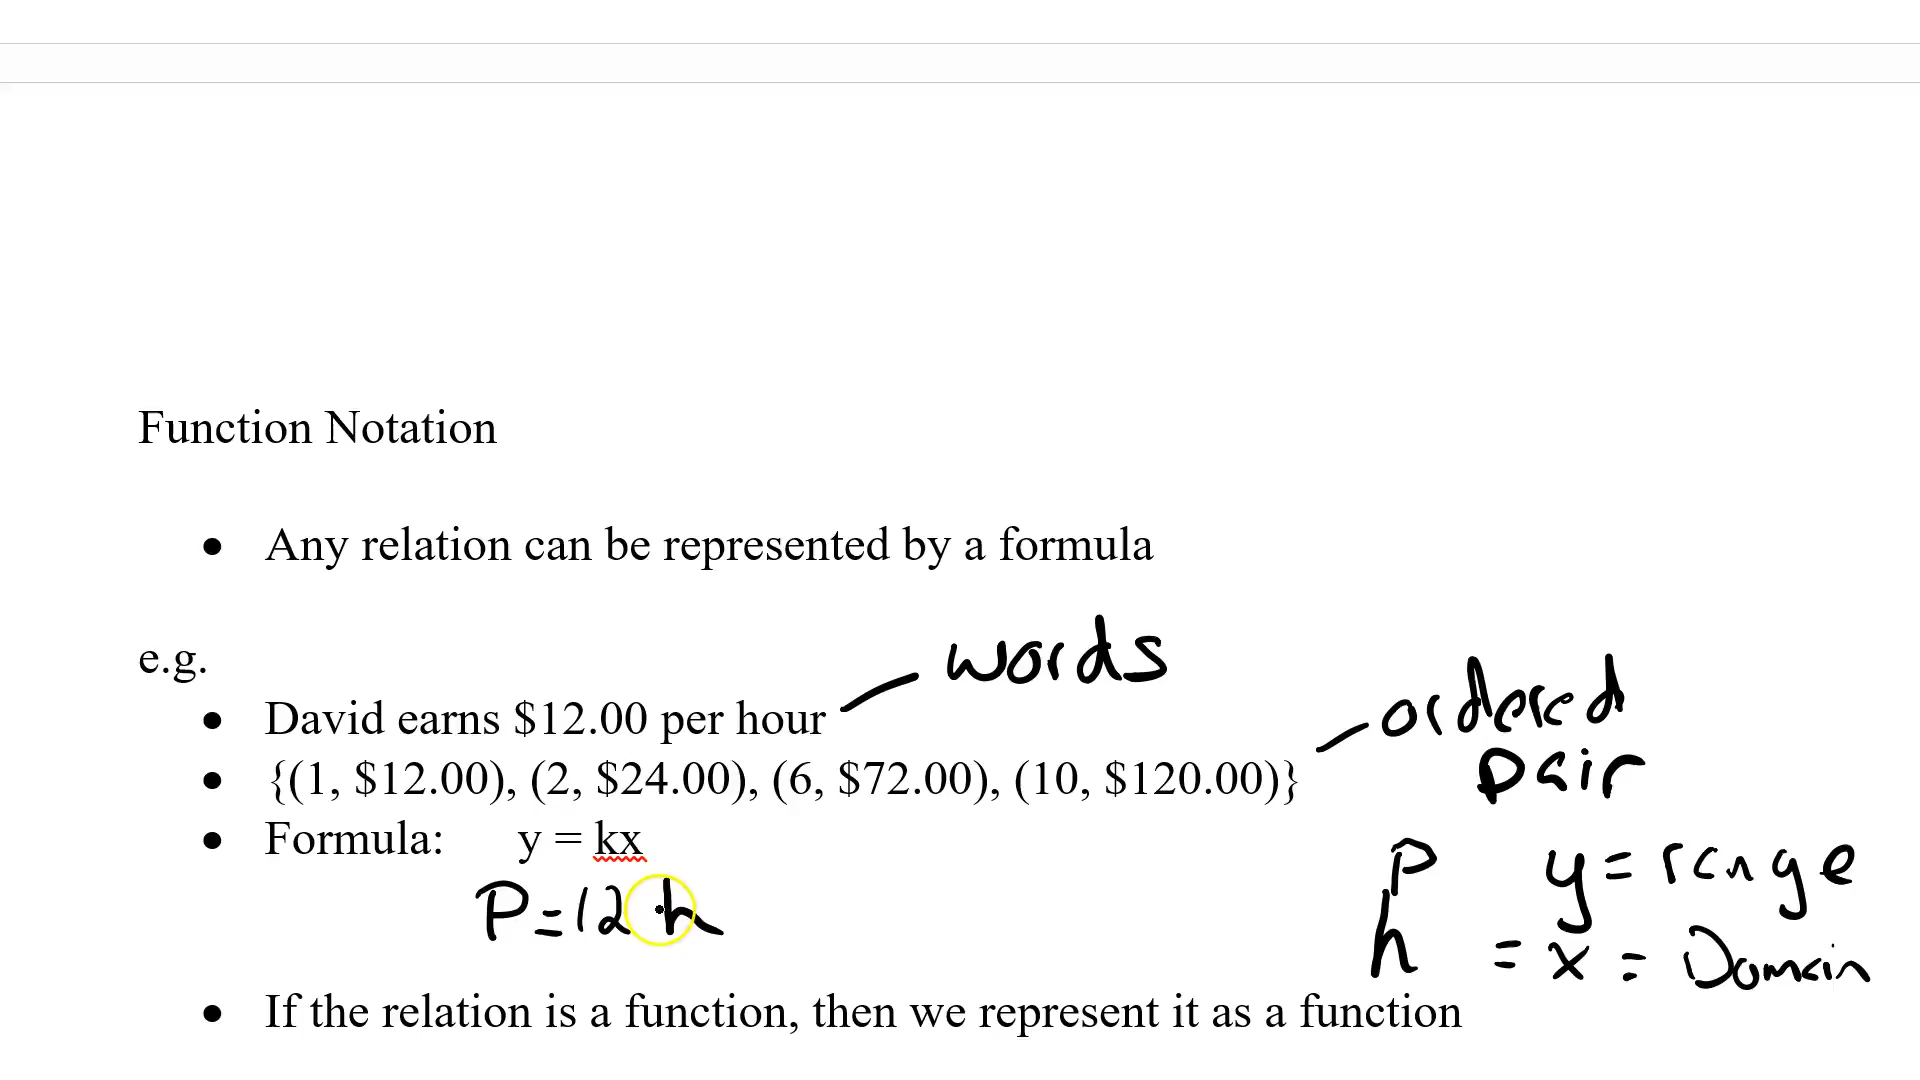 Function Notation
• Any relation can be represented by a formula
e.g.
words
• David earns $12.00 per hour
ordered
pair
• {(1, $12.00), (2, $24.00), (6, $72.00), (10, $120.00)}
• Formula: y = kx
P y = range
P=12h
h = x = Domain
• If the relation is a function, then we represent it as a function